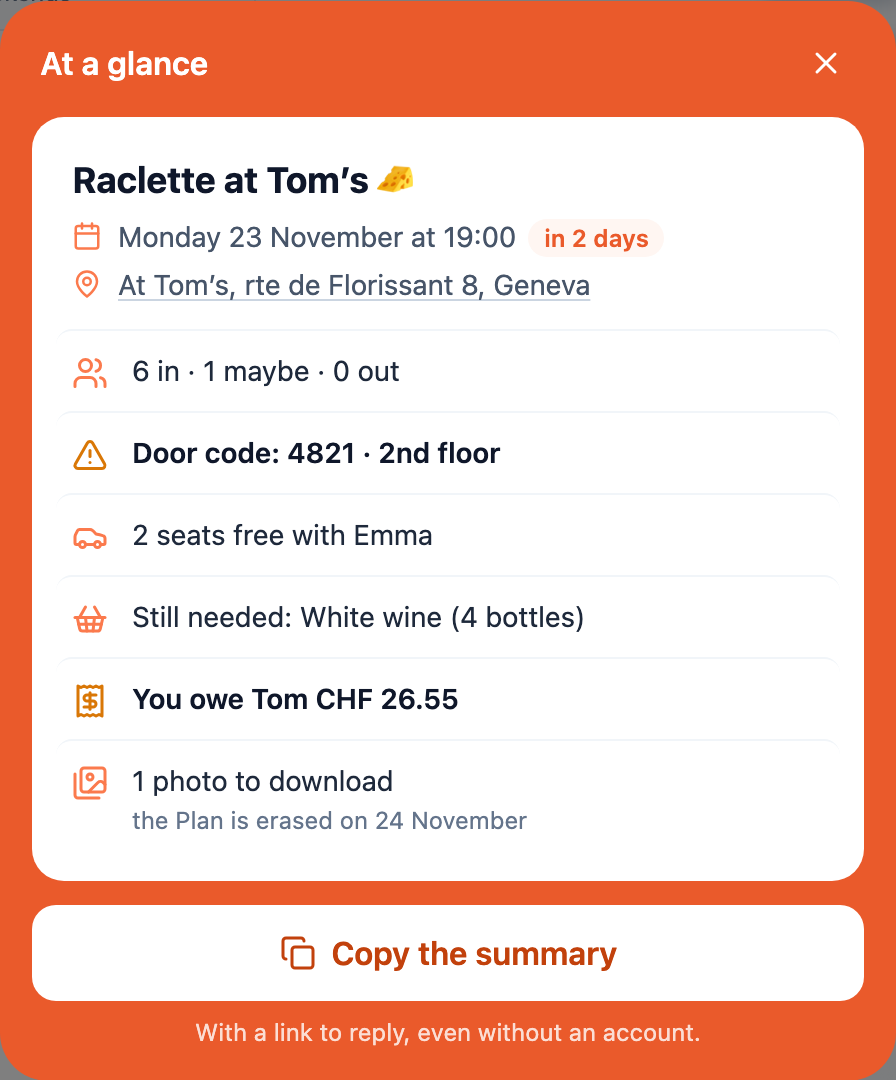 At a glance
Raclette at Tom’s 🧀
Monday 23 November at 19:00 in 2 days
At Tom’s, rte de Florissant 8, Geneva
6 in · 1 maybe · 0 out
Door code: 4821 · 2nd floor
2 seats free with Emma
Still needed: White wine (4 bottles)
You owe Tom CHF 26.55
1 photo to download
the Plan is erased on 24 November
Copy the summary
With a link to reply, even without an account.